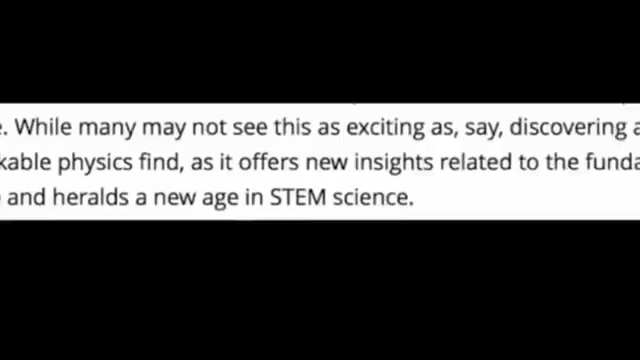 . While many may not see this as exciting as, say, discovering
physics find, as it offers new insights related to the
and heralds a new age in STEM science.